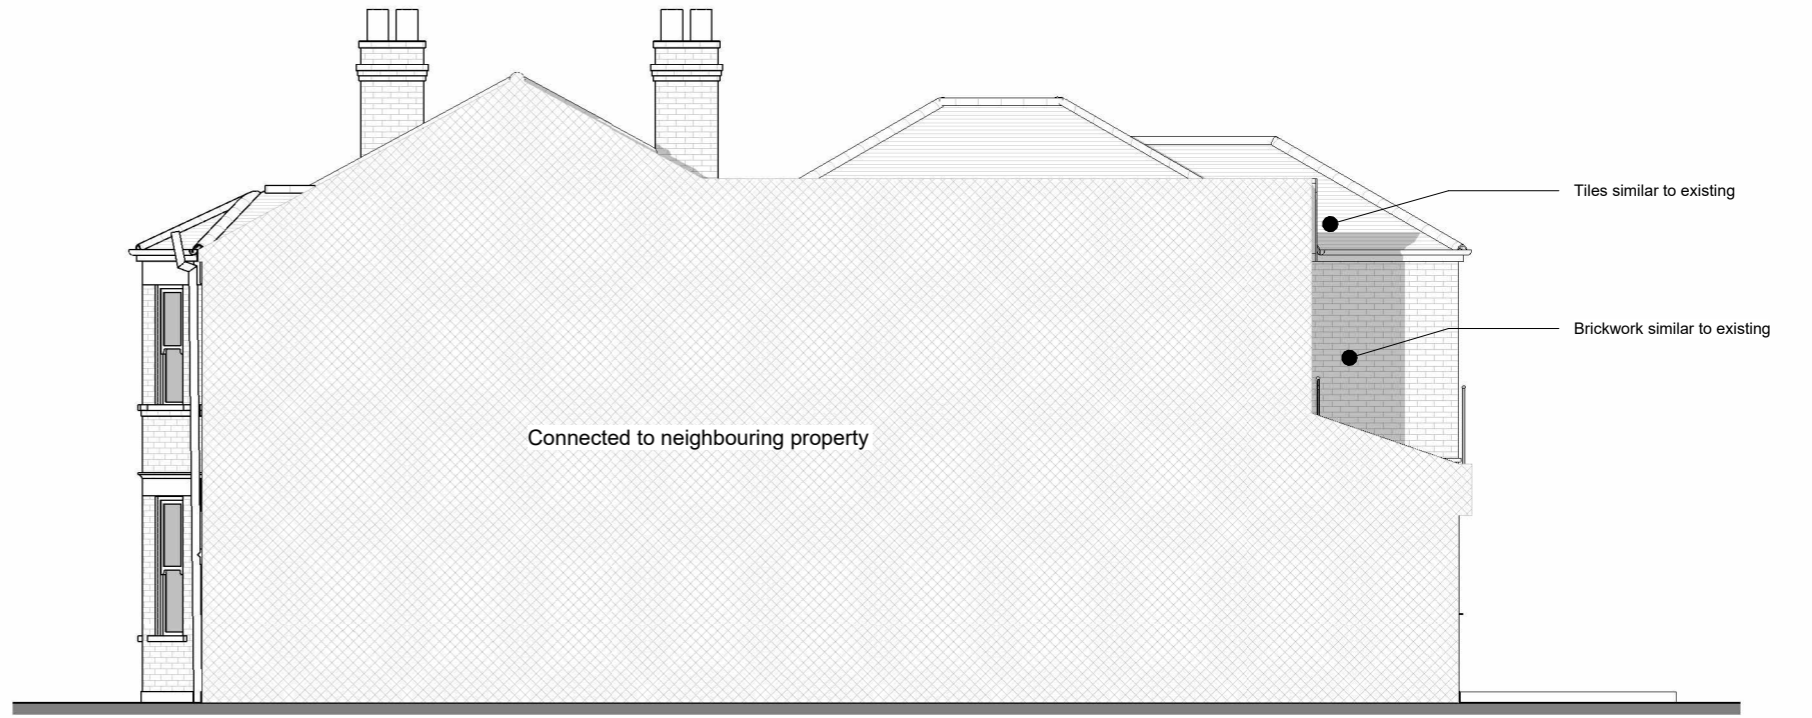 Tiles similar to existing
Brickwork similar to existing
Connected to neighbouring property